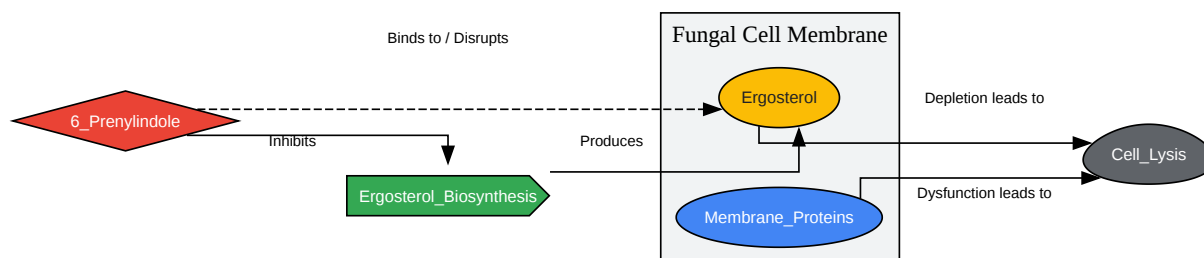 Fungal Cell Membrane
Binds to / Disrupts
Ergosterol
Depletion leads to
6_Prenylindole
Inhibits
Produces
Cell_Lysis
Ergosterol_Biosynthesis
Dysfunction leads to
Membrane_Proteins